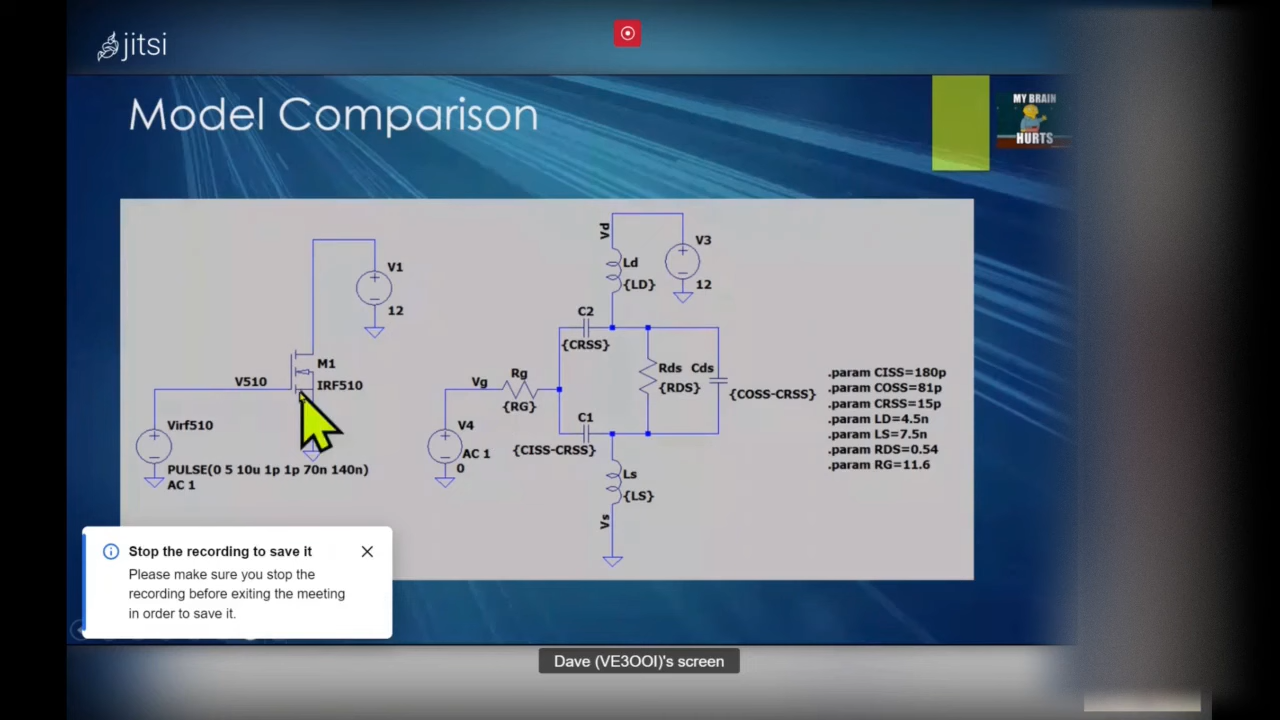 jitsi
Model Comparison
MY BRAIN
HURTS
V1
12
M1
IRF510
V510
Virf510
PULSE(0 5 10u 1p 1p 70n 140n)
AC 1
Vd
V3
12
Ld
{LD}
C2
{CRSS}
Vg
Rg
{RG}
Rds
{RDS}
Cds
{COSS-CRSS}
C1
{CISS-CRSS}
V4
AC 1
0
Ls
{LS}
Vs
.param CISS=180p
.param COSS=81p
.param CRSS=15p
.param LD=4.5n
.param LS=7.5n
.param RDS=0.54
.param RG=11.6
Stop the recording to save it
Please make sure you stop the
recording before exiting the meeting
in order to save it.
Dave (VE3OOI)'s screen